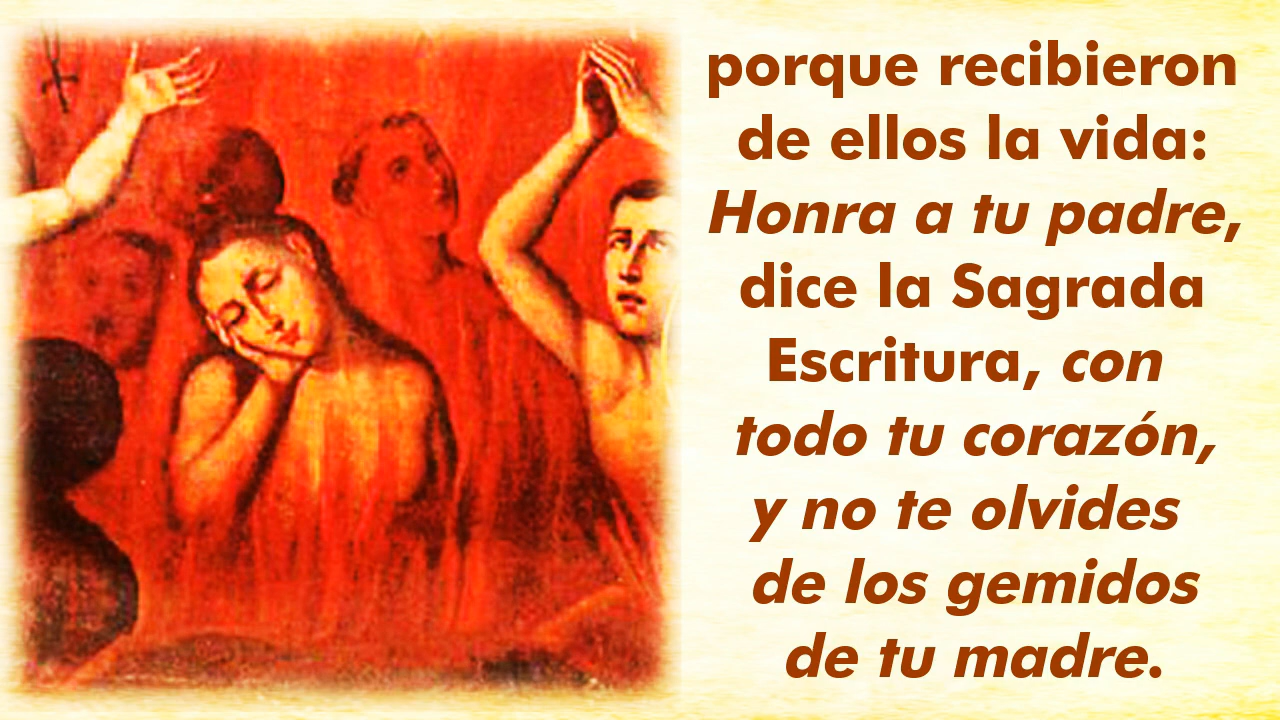 porque recibieron
de ellos la vida:
Honra a tu padre,
dice la Sagrada
Escritura, con
todo tu corazón,
y no te olvides
de los gemidos
de tu madre.